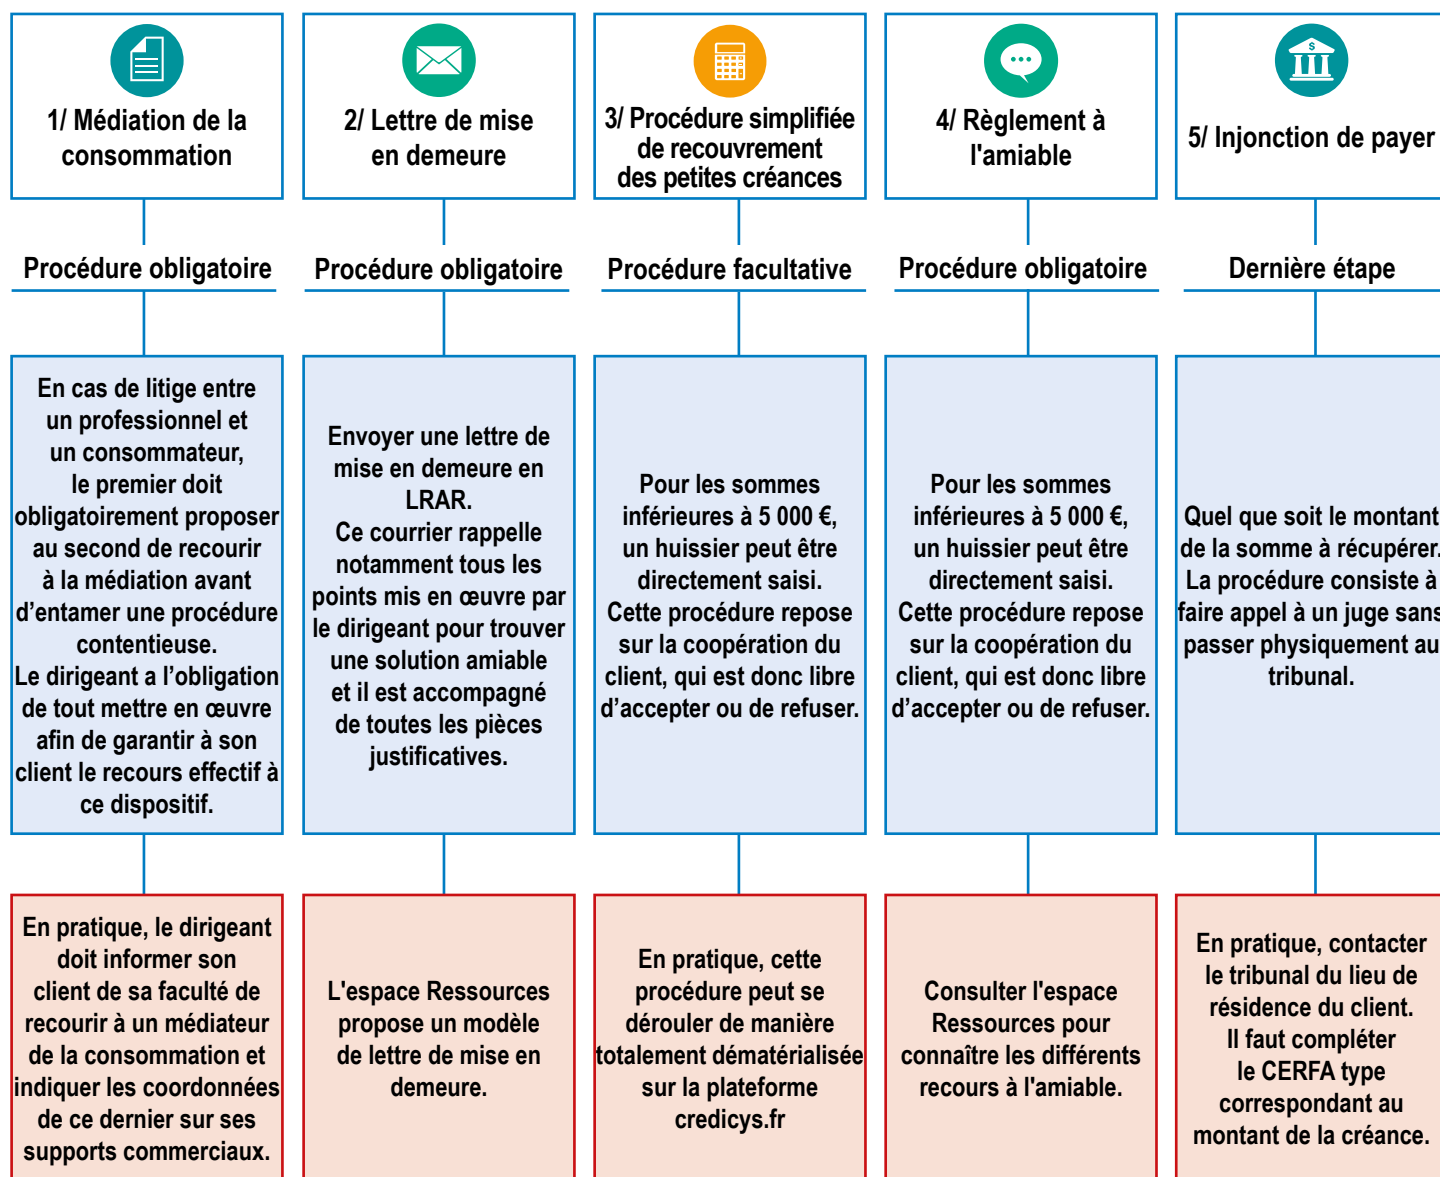 1/ Médiation de la
consommation
2/ Lettre de mise
en demeure
3/ Procédure simplifiée
de recouvrement
des petites créances
4/ Règlement à
l'amiable
$
5/ Injonction de payer
Procédure obligatoire
Procédure obligatoire
Procédure facultative
Procédure obligatoire
Dernière étape
En cas de litige entre
un professionnel et
un consommateur,
le premier doit
obligatoirement proposer
au second de recourir
à la médiation avant
d’entamer une procédure
contentieuse.
Le dirigeant a l’obligation
de tout mettre en œuvre
afin de garantir à son
client le recours effectif à
ce dispositif.
Envoyer une lettre de
mise en demeure en
LRAR.
Ce courrier rappelle
notamment tous les
points mis en œuvre par
le dirigeant pour trouver
une solution amiable
et il est accompagné
de toutes les pièces
justificatives.
Pour les sommes
inférieures à 5 000 €,
un huissier peut être
directement saisi.
Cette procédure repose
sur la coopération du
client, qui est donc libre
d’accepter ou de refuser.
Pour les sommes
inférieures à 5 000 €,
un huissier peut être
directement saisi.
Cette procédure repose
sur la coopération du
client, qui est donc libre
d’accepter ou de refuser.
Quel que soit le montant
de la somme à récupérer.
La procédure consiste à
faire appel à un juge sans
passer physiquement au
tribunal.
En pratique, le dirigeant
doit informer son
client de sa faculté de
recourir à un médiateur
de la consommation et
indiquer les coordonnées
de ce dernier sur ses
supports commerciaux.
L'espace Ressources
propose un modèle
de lettre de mise en
demeure.
En pratique, cette
procédure peut se
dérouler de manière
totalement dématérialisée
sur la plateforme
credicys.fr
Consulter l'espace
Ressources pour
connaître les différents
recours à l'amiable.
En pratique, contacter
le tribunal du lieu de
résidence du client.
Il faut compléter
le CERFA type
correspondant au
montant de la créance.